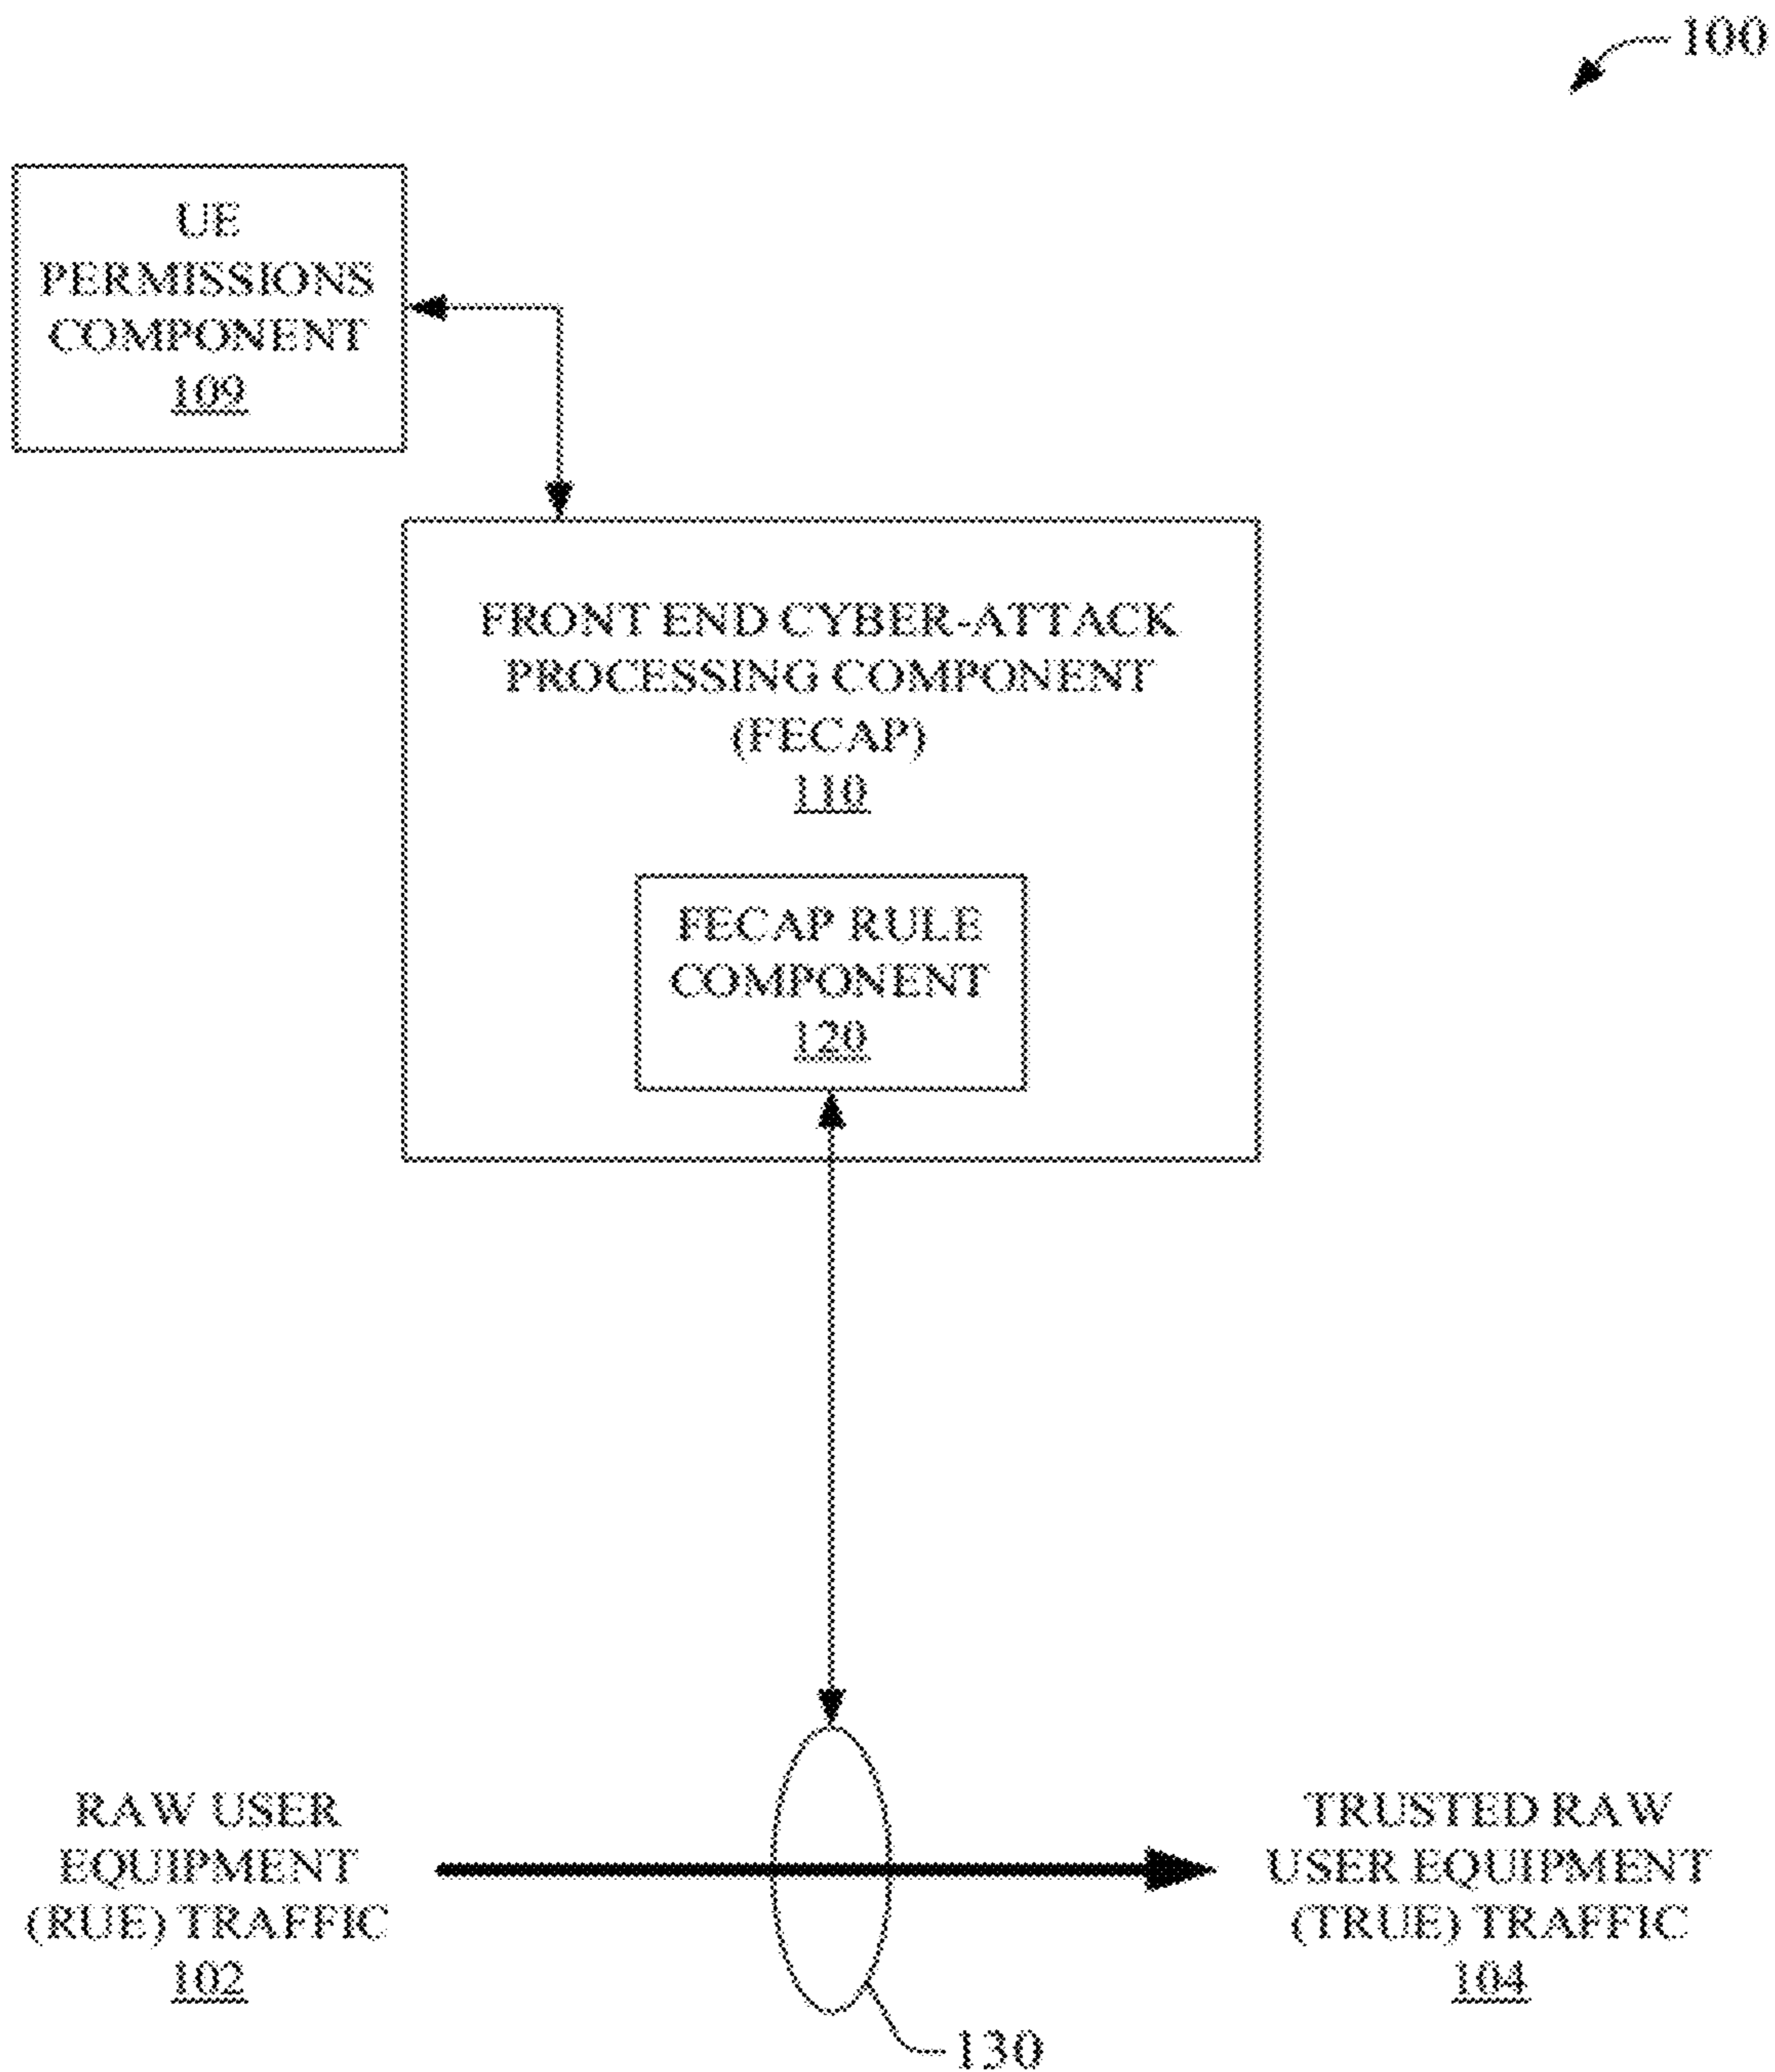 100
UE
PERMISSIONS
COMPONENT
109
FRONT END CYBER-ATTACK
PROCESSING COMPONENT
(FECAP)
110
FECAP RULE
COMPONENT
120
RAW USER
EQUIPMENT
(RUE) TRAFFIC
102
TRUSTED RAW
USER EQUIPMENT
(TRUE) TRAFFIC
104
130